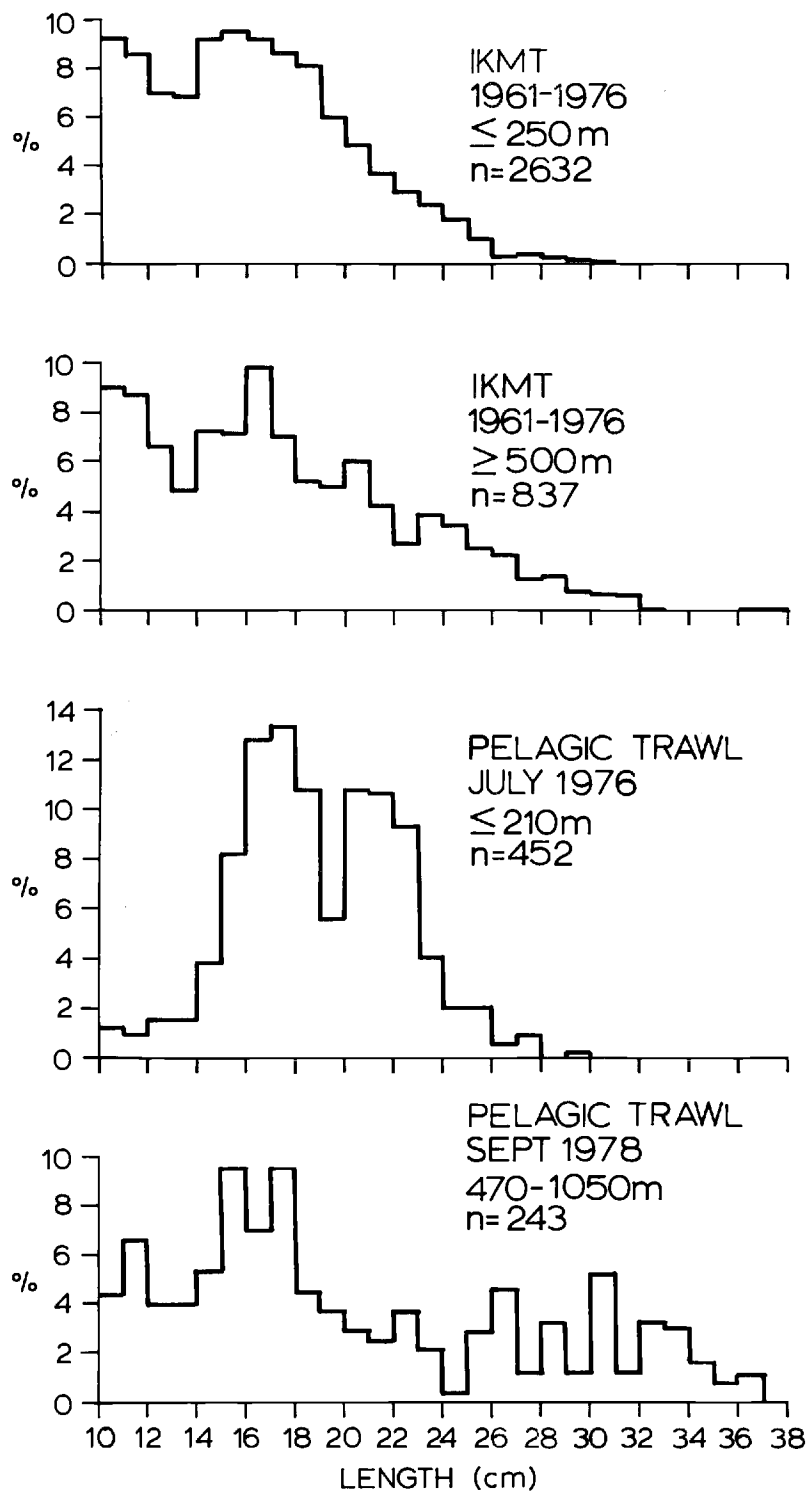 10
8
6
4
2
0
%
IKMT
1961-1976
≤ 250m
n=2632
10
8
6
4
2
0
%
IKMT
1961-1976
≥ 500m
n=837
14
12
10
8
6
4
2
0
%
PELAGIC TRAWL
JULY 1976
≤ 210m
n=452
10
8
6
4
2
0
%
PELAGIC TRAWL
SEPT 1978
470-1050m
n=243
10 12 14 16 18 20 22 24 26 28 30 32 34 36 38
LENGTH (cm)